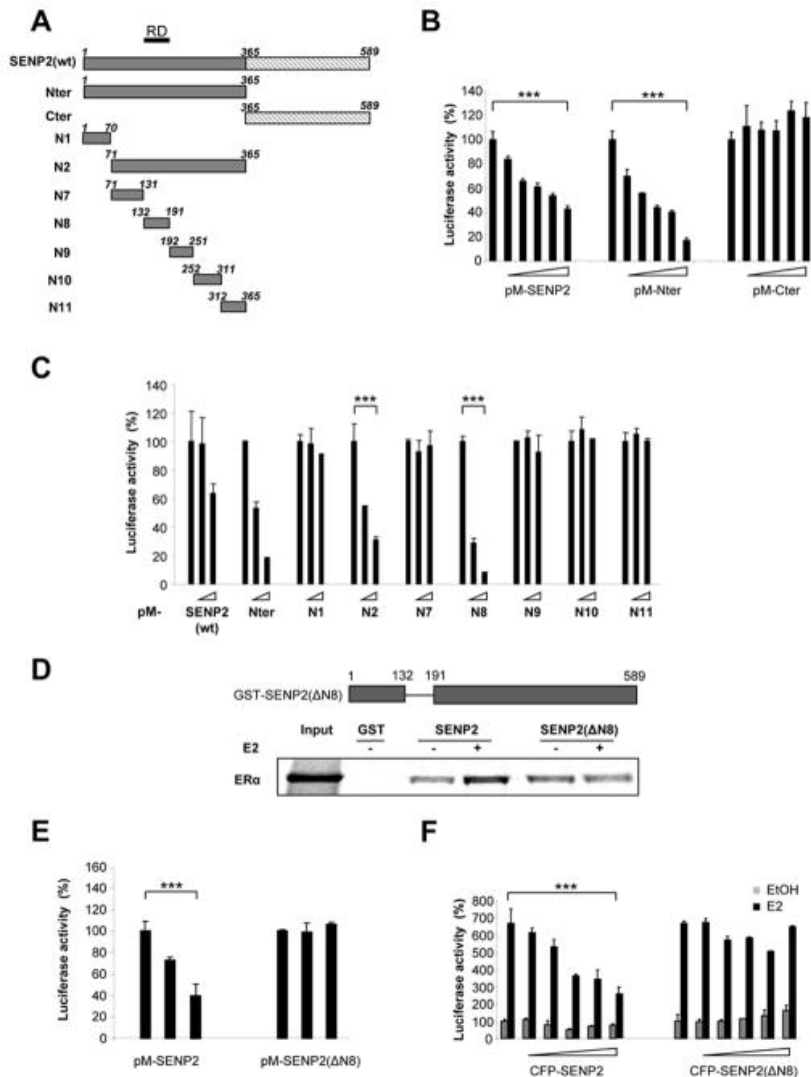 A
RD
1 365 589
SENP2(wt)
1 365
Nter
365 589
Cter
1 70
N1
71 365
N2
71 131
N7
132 191
N8
192 251
N9
252 311
N10
312 365
N11
B
Luciferase activity (%)
140
120
100
80
60
40
20
0
*** ***
pM-SENP2 pM-Nter pM-Cter
C
Luciferase activity (%)
140
120
100
80
60
40
20
0
*** ***
pM- SENP2 (wt) Nter N1 N2 N7 N8 N9 N10 N11
D
1 132 191 589
GST-SENP2(ΔN8)
Input GST SENP2 SENP2(ΔN8)
E2 - - + - +
ERα
E
Luciferase activity (%)
160
140
120
100
80
60
40
20
0
***
pM-SENP2 pM-SENP2(ΔN8)
F
Luciferase activity (%)
800
700
600
500
400
300
200
100
0
***
EtOH
E2
CFP-SENP2 CFP-SENP2(ΔN8)